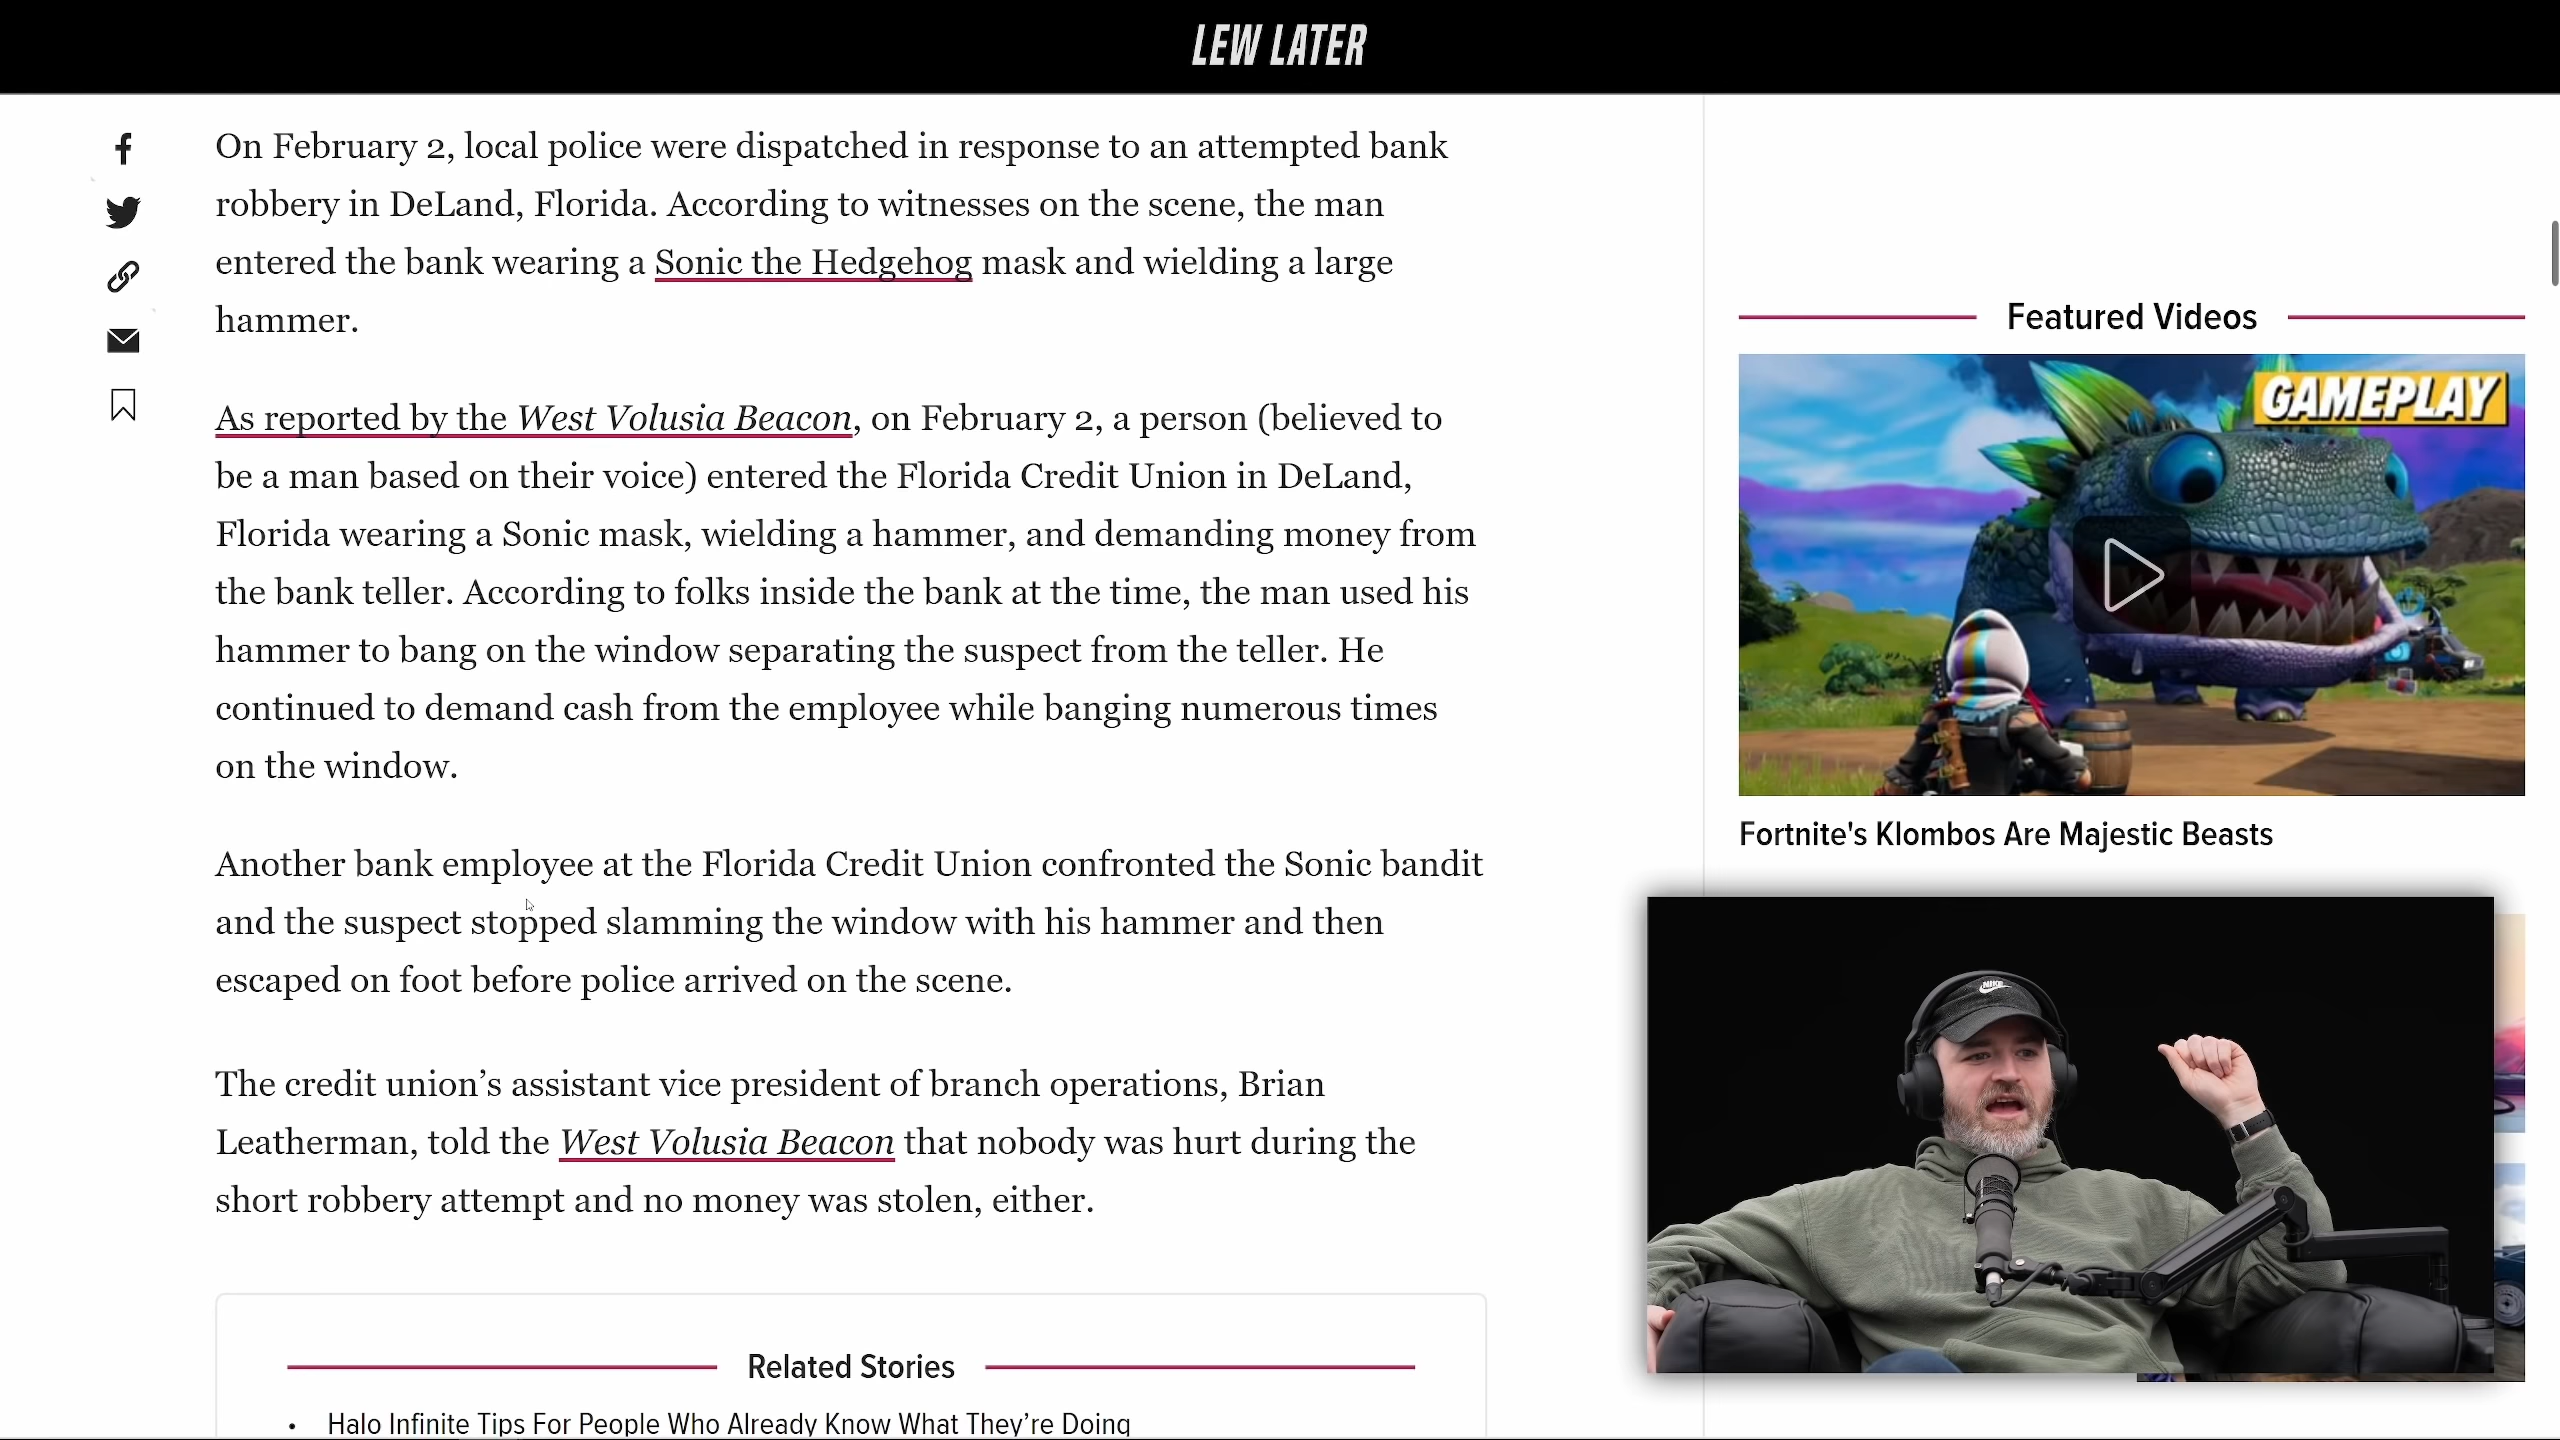 LEW LATER
On February 2, local police were dispatched in response to an attempted bank
robbery in DeLand, Florida. According to witnesses on the scene, the man
entered the bank wearing a Sonic the Hedgehog mask and wielding a large
hammer.
As reported by the West Volusia Beacon, on February 2, a person (believed to
be a man based on their voice) entered the Florida Credit Union in DeLand,
Florida wearing a Sonic mask, wielding a hammer, and demanding money from
the bank teller. According to folks inside the bank at the time, the man used his
hammer to bang on the window separating the suspect from the teller. He
continued to demand cash from the employee while banging numerous times
on the window.
Another bank employee at the Florida Credit Union confronted the Sonic bandit
and the suspect stopped slamming the window with his hammer and then
escaped on foot before police arrived on the scene.
The credit union’s assistant vice president of branch operations, Brian
Leatherman, told the West Volusia Beacon that nobody was hurt during the
short robbery attempt and no money was stolen, either.
Related Stories
• Halo Infinite Tips For People Who Already Know What They’re Doing
Featured Videos
GAMEPLAY
Fortnite's Klombos Are Majestic Beasts
NIKE